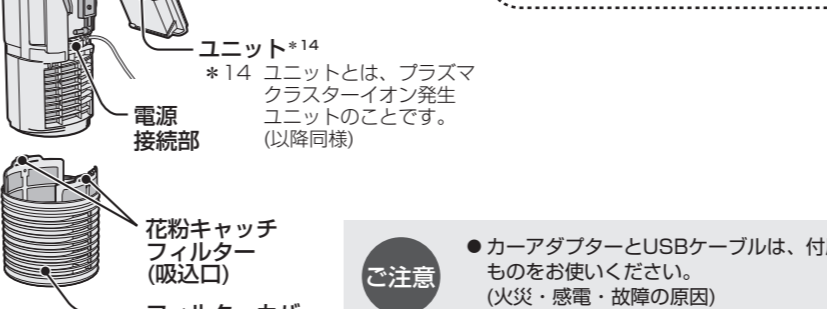 ユニット*14
*14 ユニットとは、プラズマ
クラスターイオン発生
ユニットのことです。
(以降同様)
電源
接続部
花粉キャッチ
フィルター
(吸込口)
ご注意
● カーアダプターとUSBケーブルは、付
ものをお使いください。
(火災・感電・故障の原因)